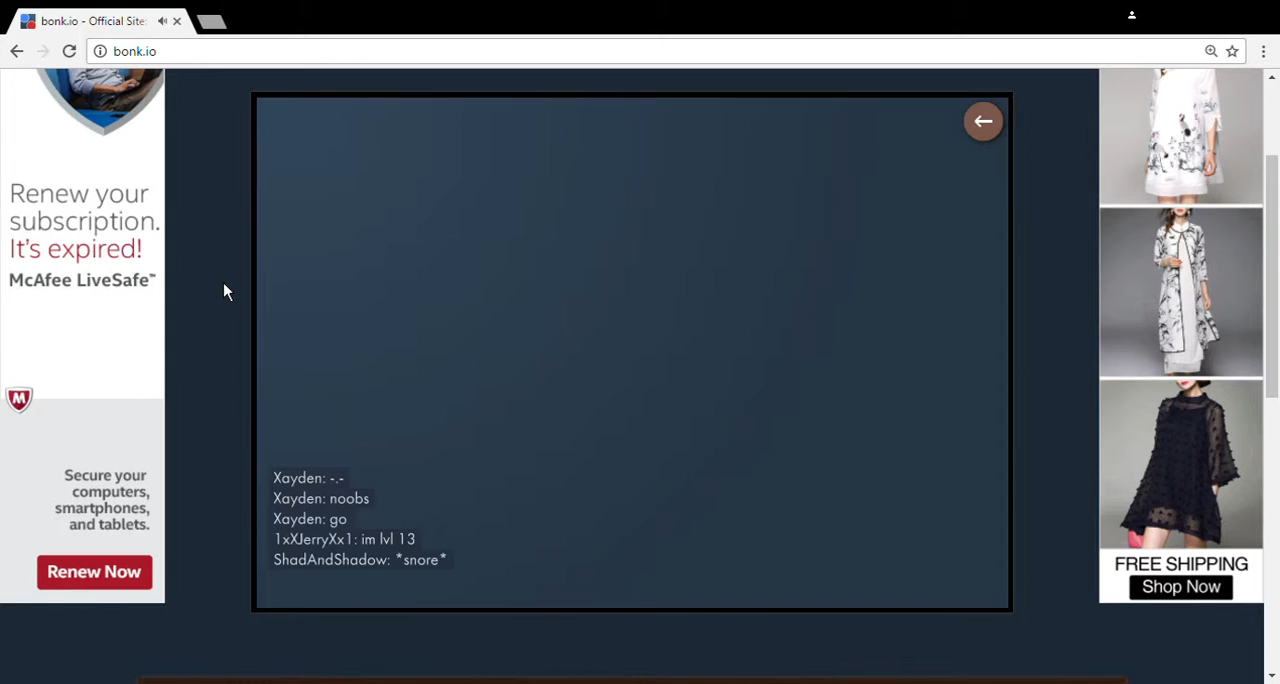 bonk.io - Official Site:
bonk.io
Renew your
subscription.
It's expired!
McAfee LiveSafe™
Secure your
computers,
smartphones,
and tablets.
Renew Now
Xayden: -.-
Xayden: noobs
Xayden: go
1xXJerryXx1: im lvl 13
ShadAndShadow: *snore*
FREE SHIPPING
Shop Now